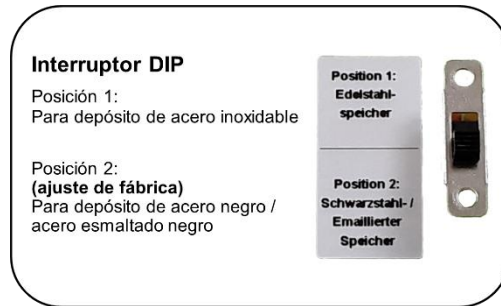 Interruptor DIP
Posición 1:
Para depósito de acero inoxidable
Posición 2:
(ajuste de fábrica)
Para depósito de acero negro /
acero esmaltado negro
Position 1:
Edelstahl-
speicher
Position 2:
Schwarzstahl- /
Emaillierter
Speicher